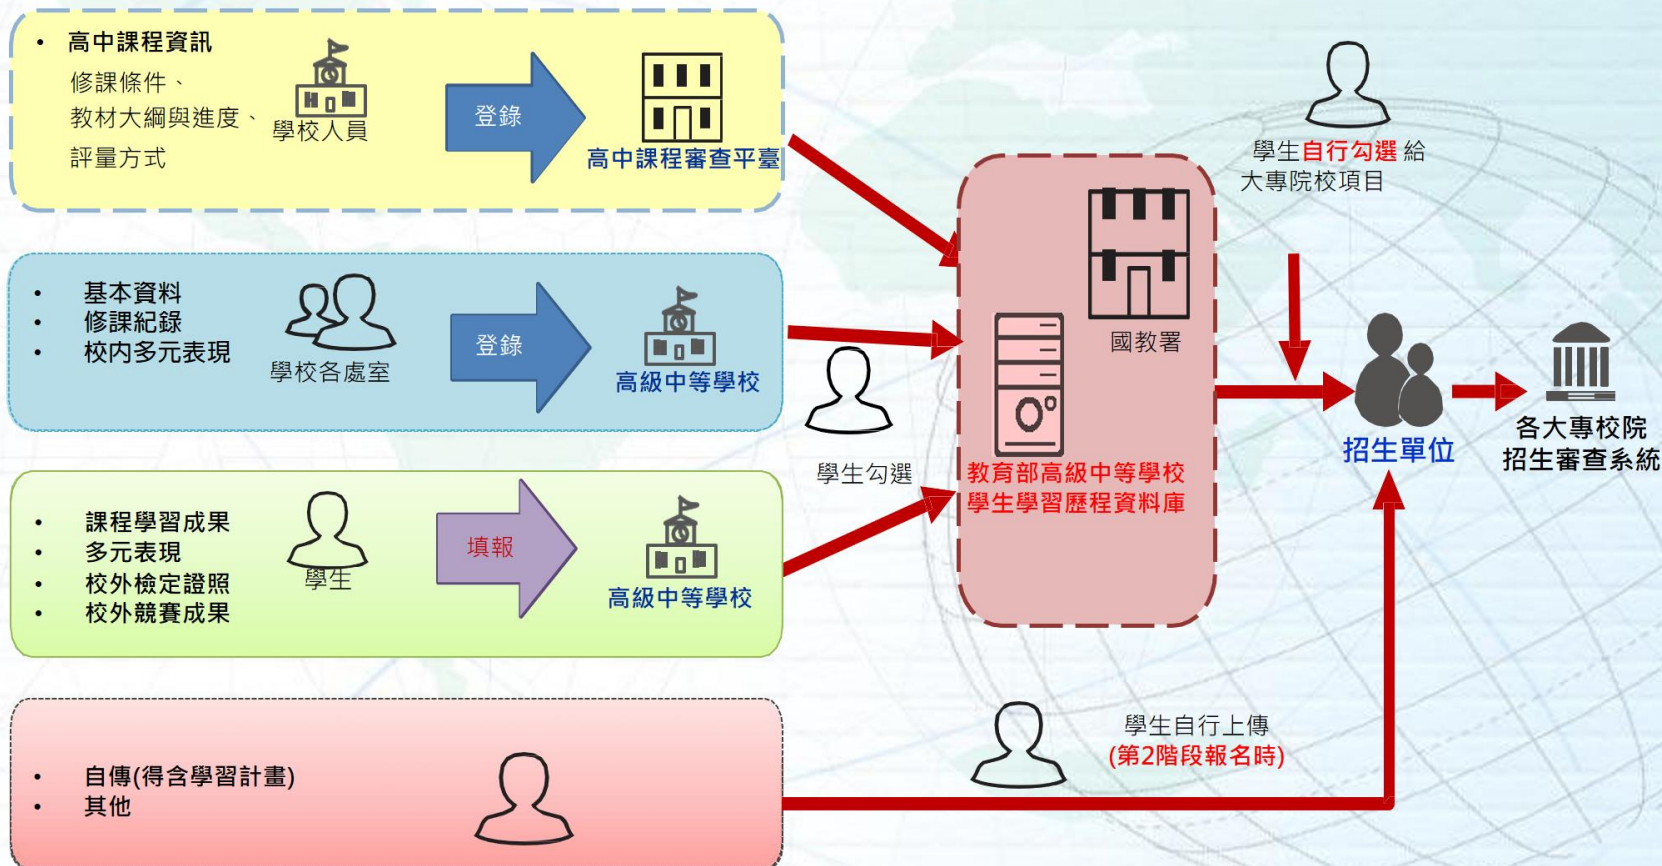 • 高中課程資訊
修課條件、
教材大綱與進度、
評量方式
學校人員
登錄
高中課程審查平臺
• 基本資料
• 修課紀錄
• 校內多元表現
學校各處室
登錄
高級中等學校
• 課程學習成果
• 多元表現
• 校外檢定證照
• 校外競賽成果
學生
填報
高級中等學校
• 自傳(得含學習計畫)
• 其他
學生勾選
國教署
教育部高級中等學校
學生學習歷程資料庫
學生自行勾選 給
大專院校項目
招生單位
各大專校院
招生審查系統
學生自行上傳
(第2階段報名時)